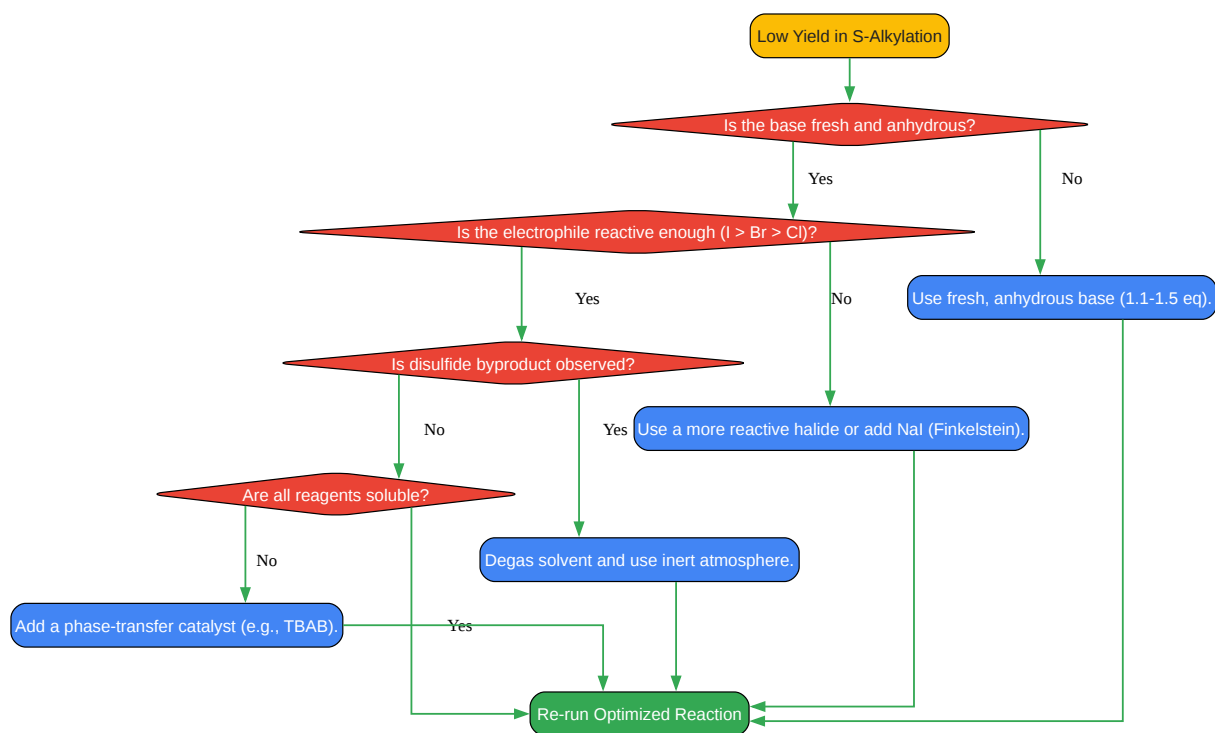 Low Yield in S-Alkylation
Is the base fresh and anhydrous?
Yes
No
Is the electrophile reactive enough (I > Br > Cl)?
Yes
No
Use fresh, anhydrous base (1.1-1.5 eq).
Is disulfide byproduct observed?
No
Yes
Use a more reactive halide or add NaI (Finkelstein).
Are all reagents soluble?
No
Degas solvent and use inert atmosphere.
Add a phase-transfer catalyst (e.g., TBAB).
Yes
Re-run Optimized Reaction